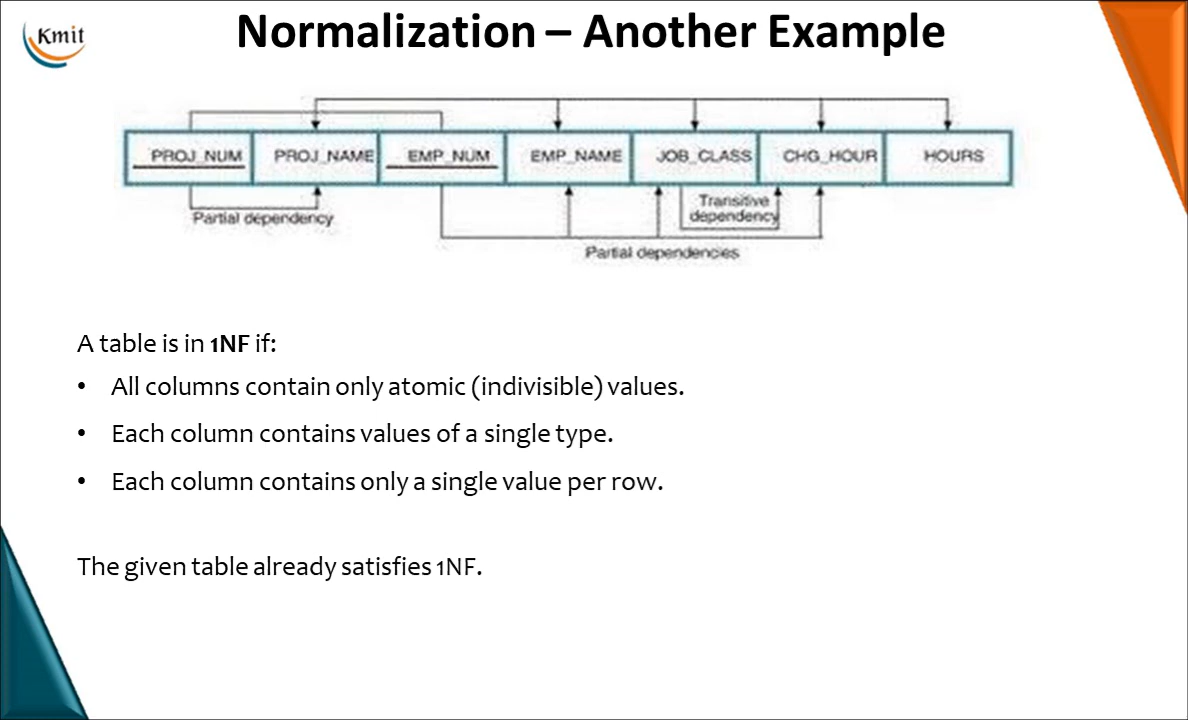 Kmit
Normalization – Another Example
PROJ_NUM PROJ_NAME EMP_NUM EMP_NAME JOB_CLASS CHG_HOUR HOURS
Partial dependency
Transitive
dependency
Partial dependencies
A table is in 1NF if:
• All columns contain only atomic (indivisible) values.
• Each column contains values of a single type.
• Each column contains only a single value per row.
The given table already satisfies 1NF.